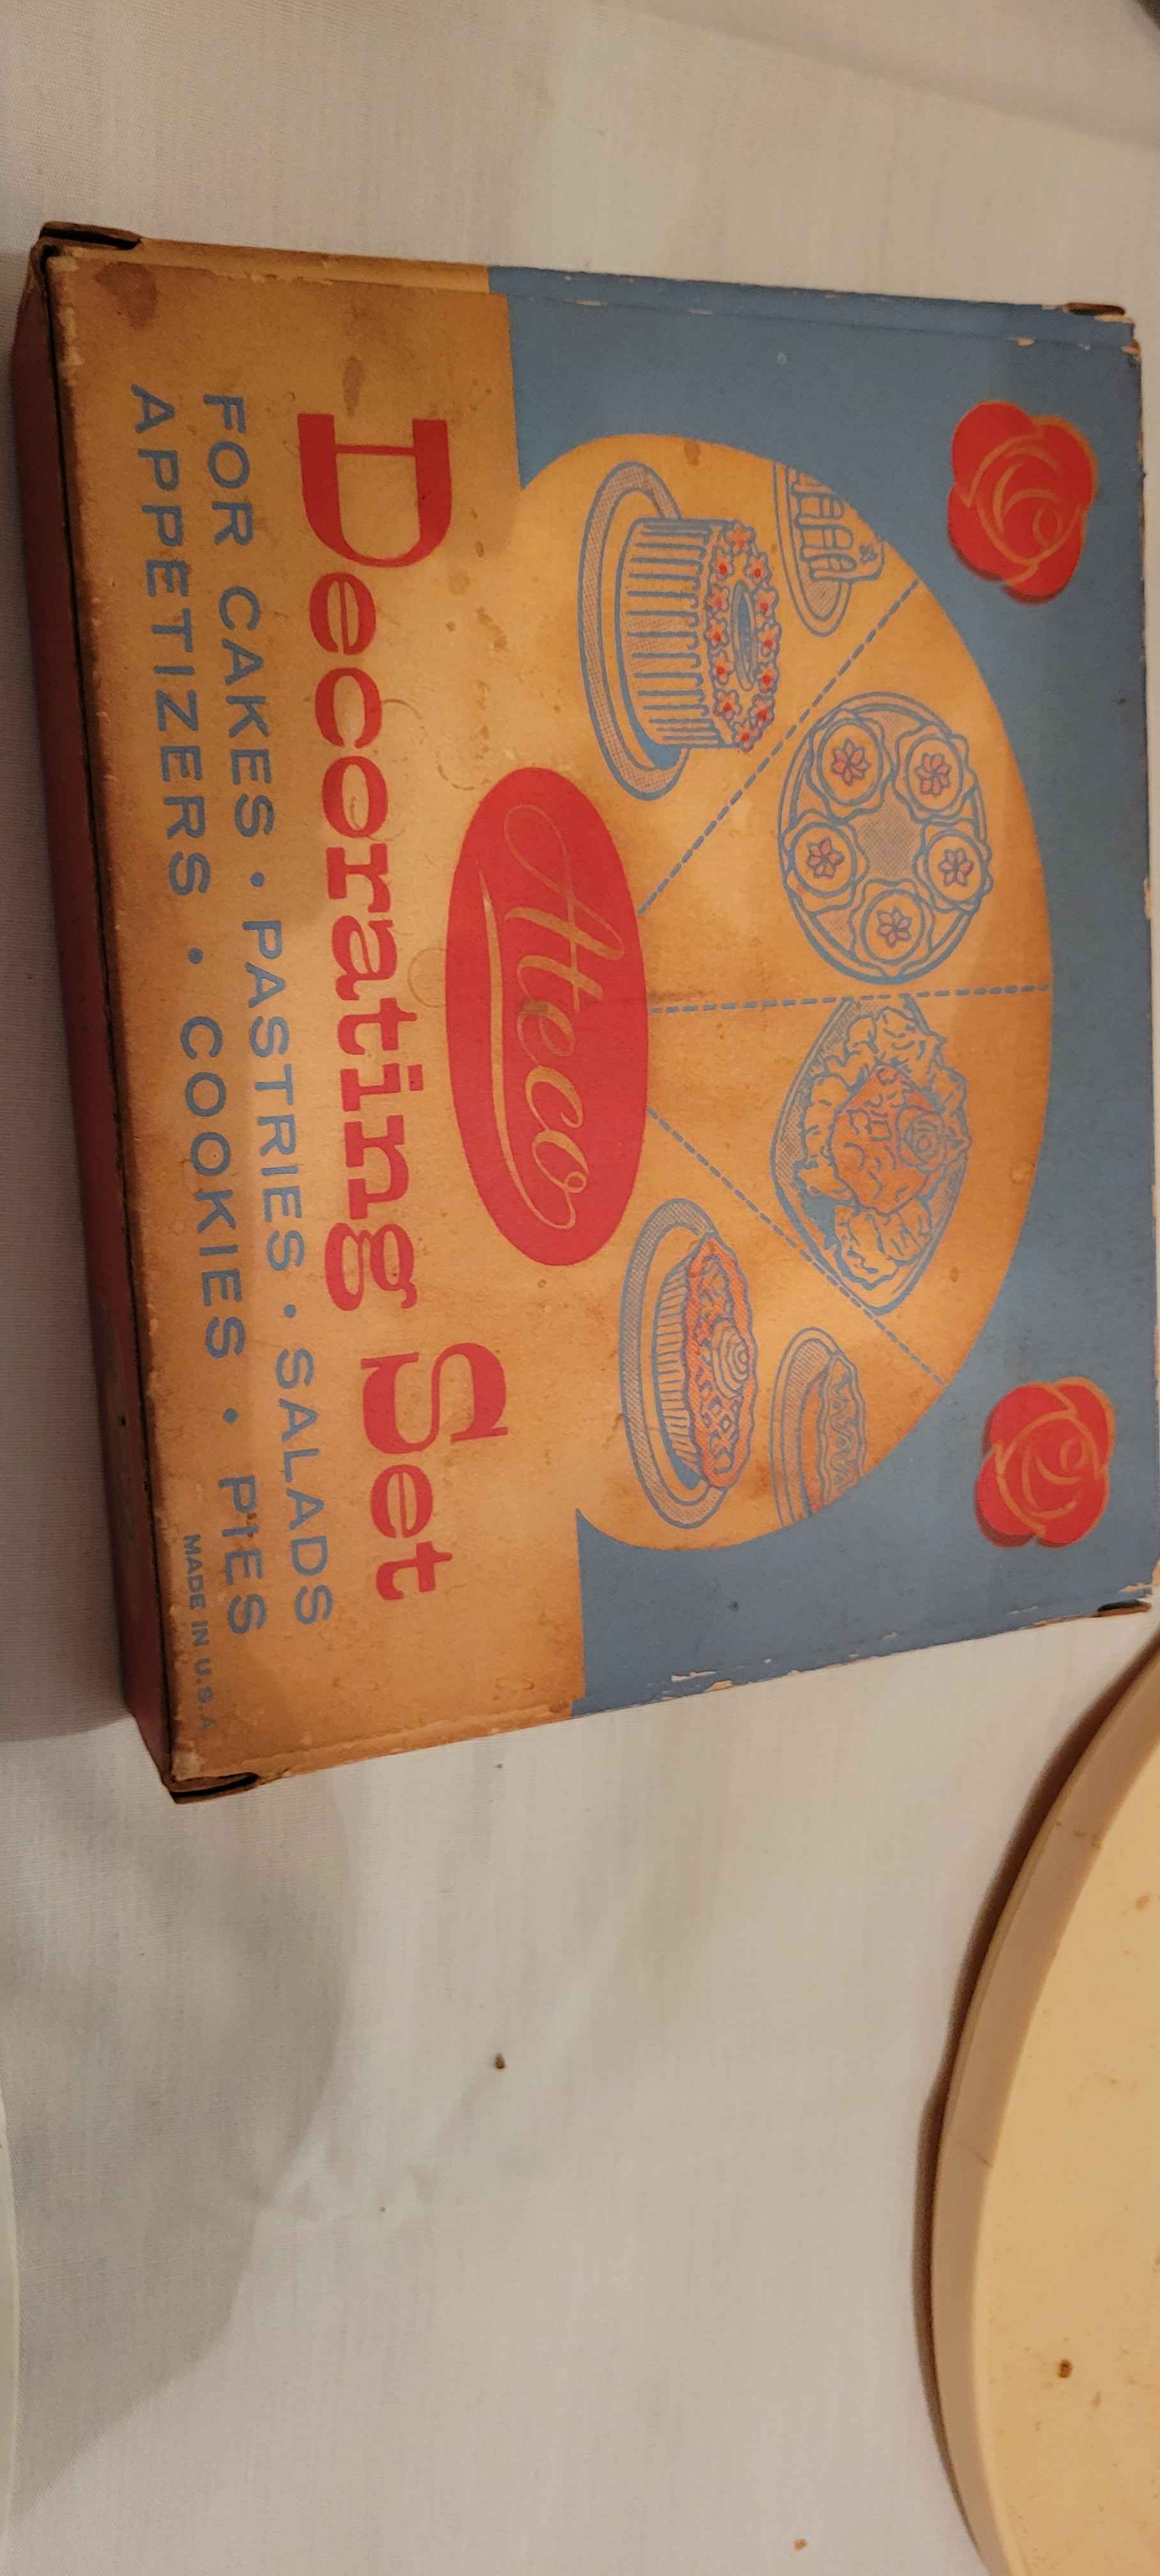 Ateco
Decorating Set
FOR CAKES • PASTRIES • SALADS
APPETIZERS • COOKIES • PIES
MADE IN U.S.A